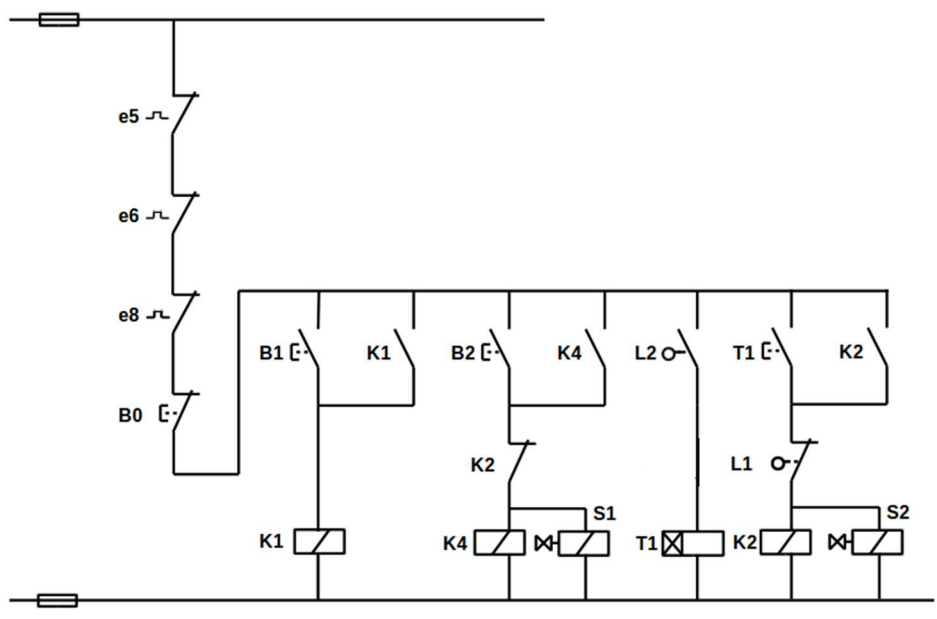 e5
e6
e8
B0
B1 K1 B2 K4 L2 T1 K2
K2 L1
S1 S2
K1 K4 T1 K2